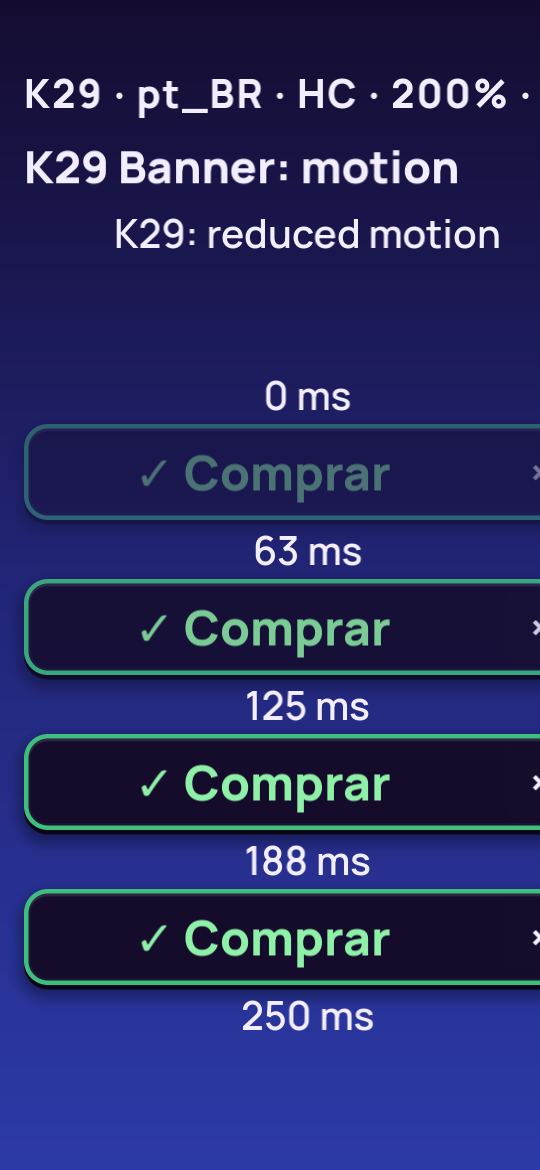 K29 · pt_BR · HC · 200% ·
K29 Banner: motion
K29: reduced motion
0 ms
✓ Comprar
63 ms
✓ Comprar
125 ms
✓ Comprar
188 ms
✓ Comprar
250 ms